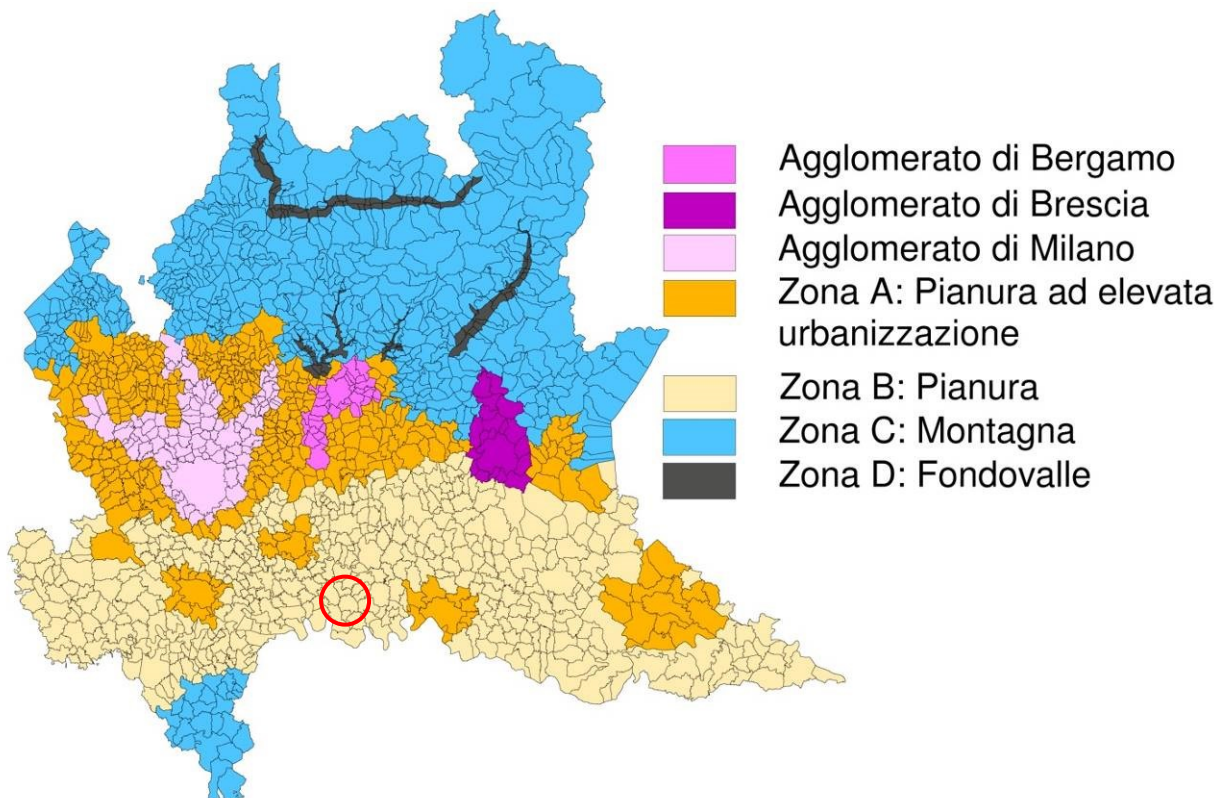 Agglomerato di Bergamo
Agglomerato di Brescia
Agglomerato di Milano
Zona A: Pianura ad elevata
urbanizzazione
Zona B: Pianura
Zona C: Montagna
Zona D: Fondovalle